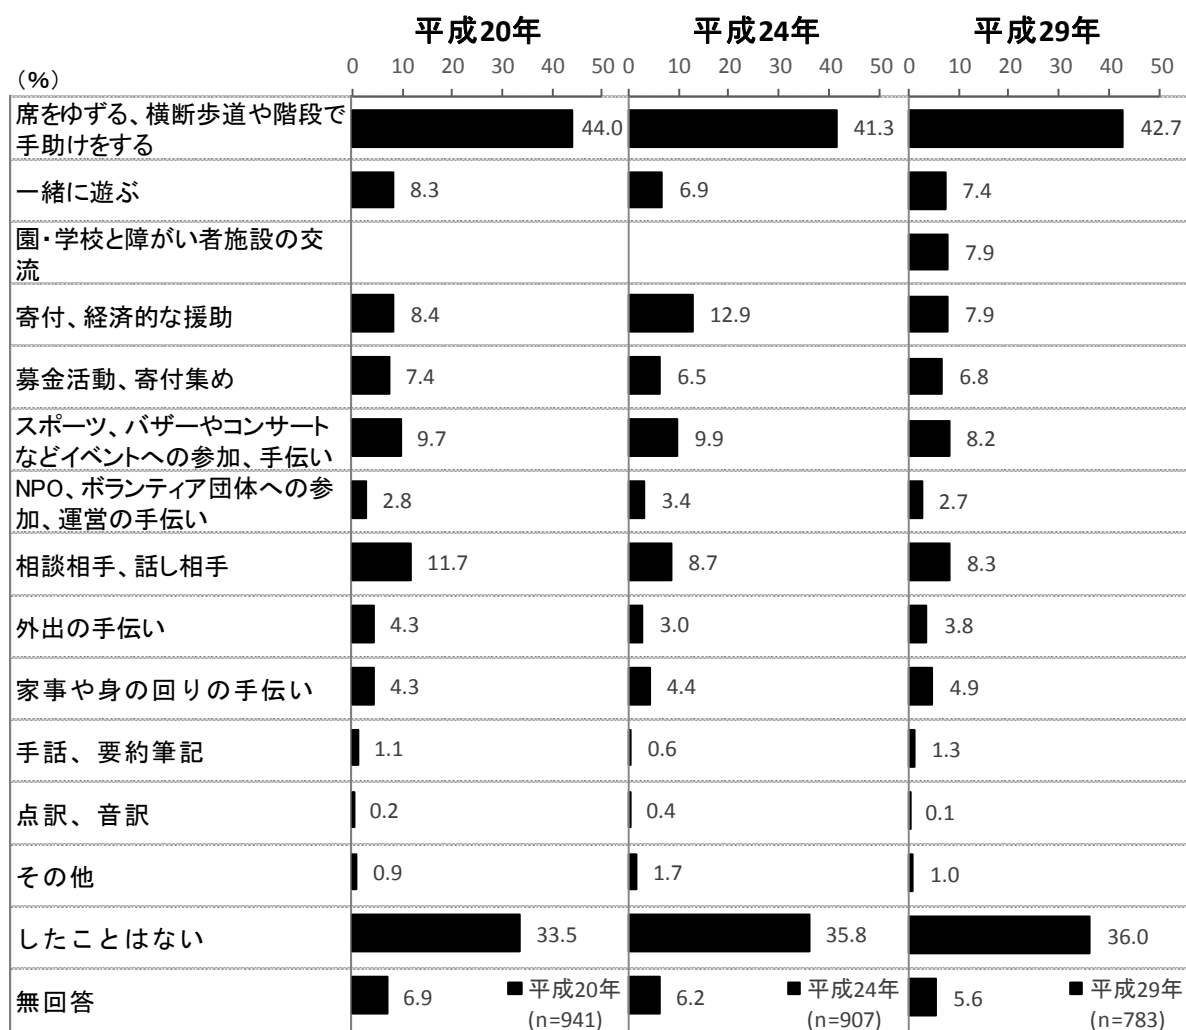 平成20年 平成24年 平成29年
(%) 0 10 20 30 40 50 0 10 20 30 40 50 0 10 20 30 40 50
席をゆずる、横断歩道や階段で
手助けをする
44.0 41.3 42.7
一緒に遊ぶ 8.3 6.9 7.4
園・学校と障がい者施設の交
流
7.9
寄付、経済的な援助 8.4 12.9 7.9
募金活動、寄付集め 7.4 6.5 6.8
スポーツ、バザーやコンサート
などイベントへの参加、手伝い
9.7 9.9 8.2
NPO、ボランティア団体への参
加、運営の手伝い
2.8 3.4 2.7
相談相手、話し相手 11.7 8.7 8.3
外出の手伝い 4.3 3.0 3.8
家事や身の回りの手伝い 4.3 4.4 4.9
手話、要約筆記 1.1 0.6 1.3
点訳、音訳 0.2 0.4 0.1
その他 0.9 1.7 1.0
したことはない 33.5 35.8 36.0
無回答 6.9 6.2 5.6
平成20年 平成24年 平成29年
(n=941) (n=907) (n=783)